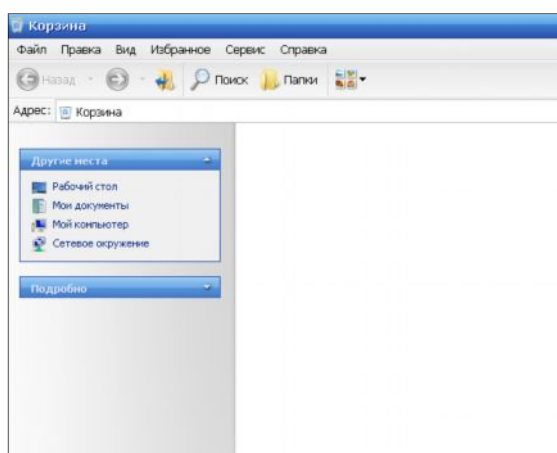 Корзина
Файл Правка Вид Избранное Сервис Справка
Назад Поиск Папки
Адрес: Корзина
Другие места
Рабочий стол
Мои документы
Мой компьютер
Сетевое окружение
Подробно